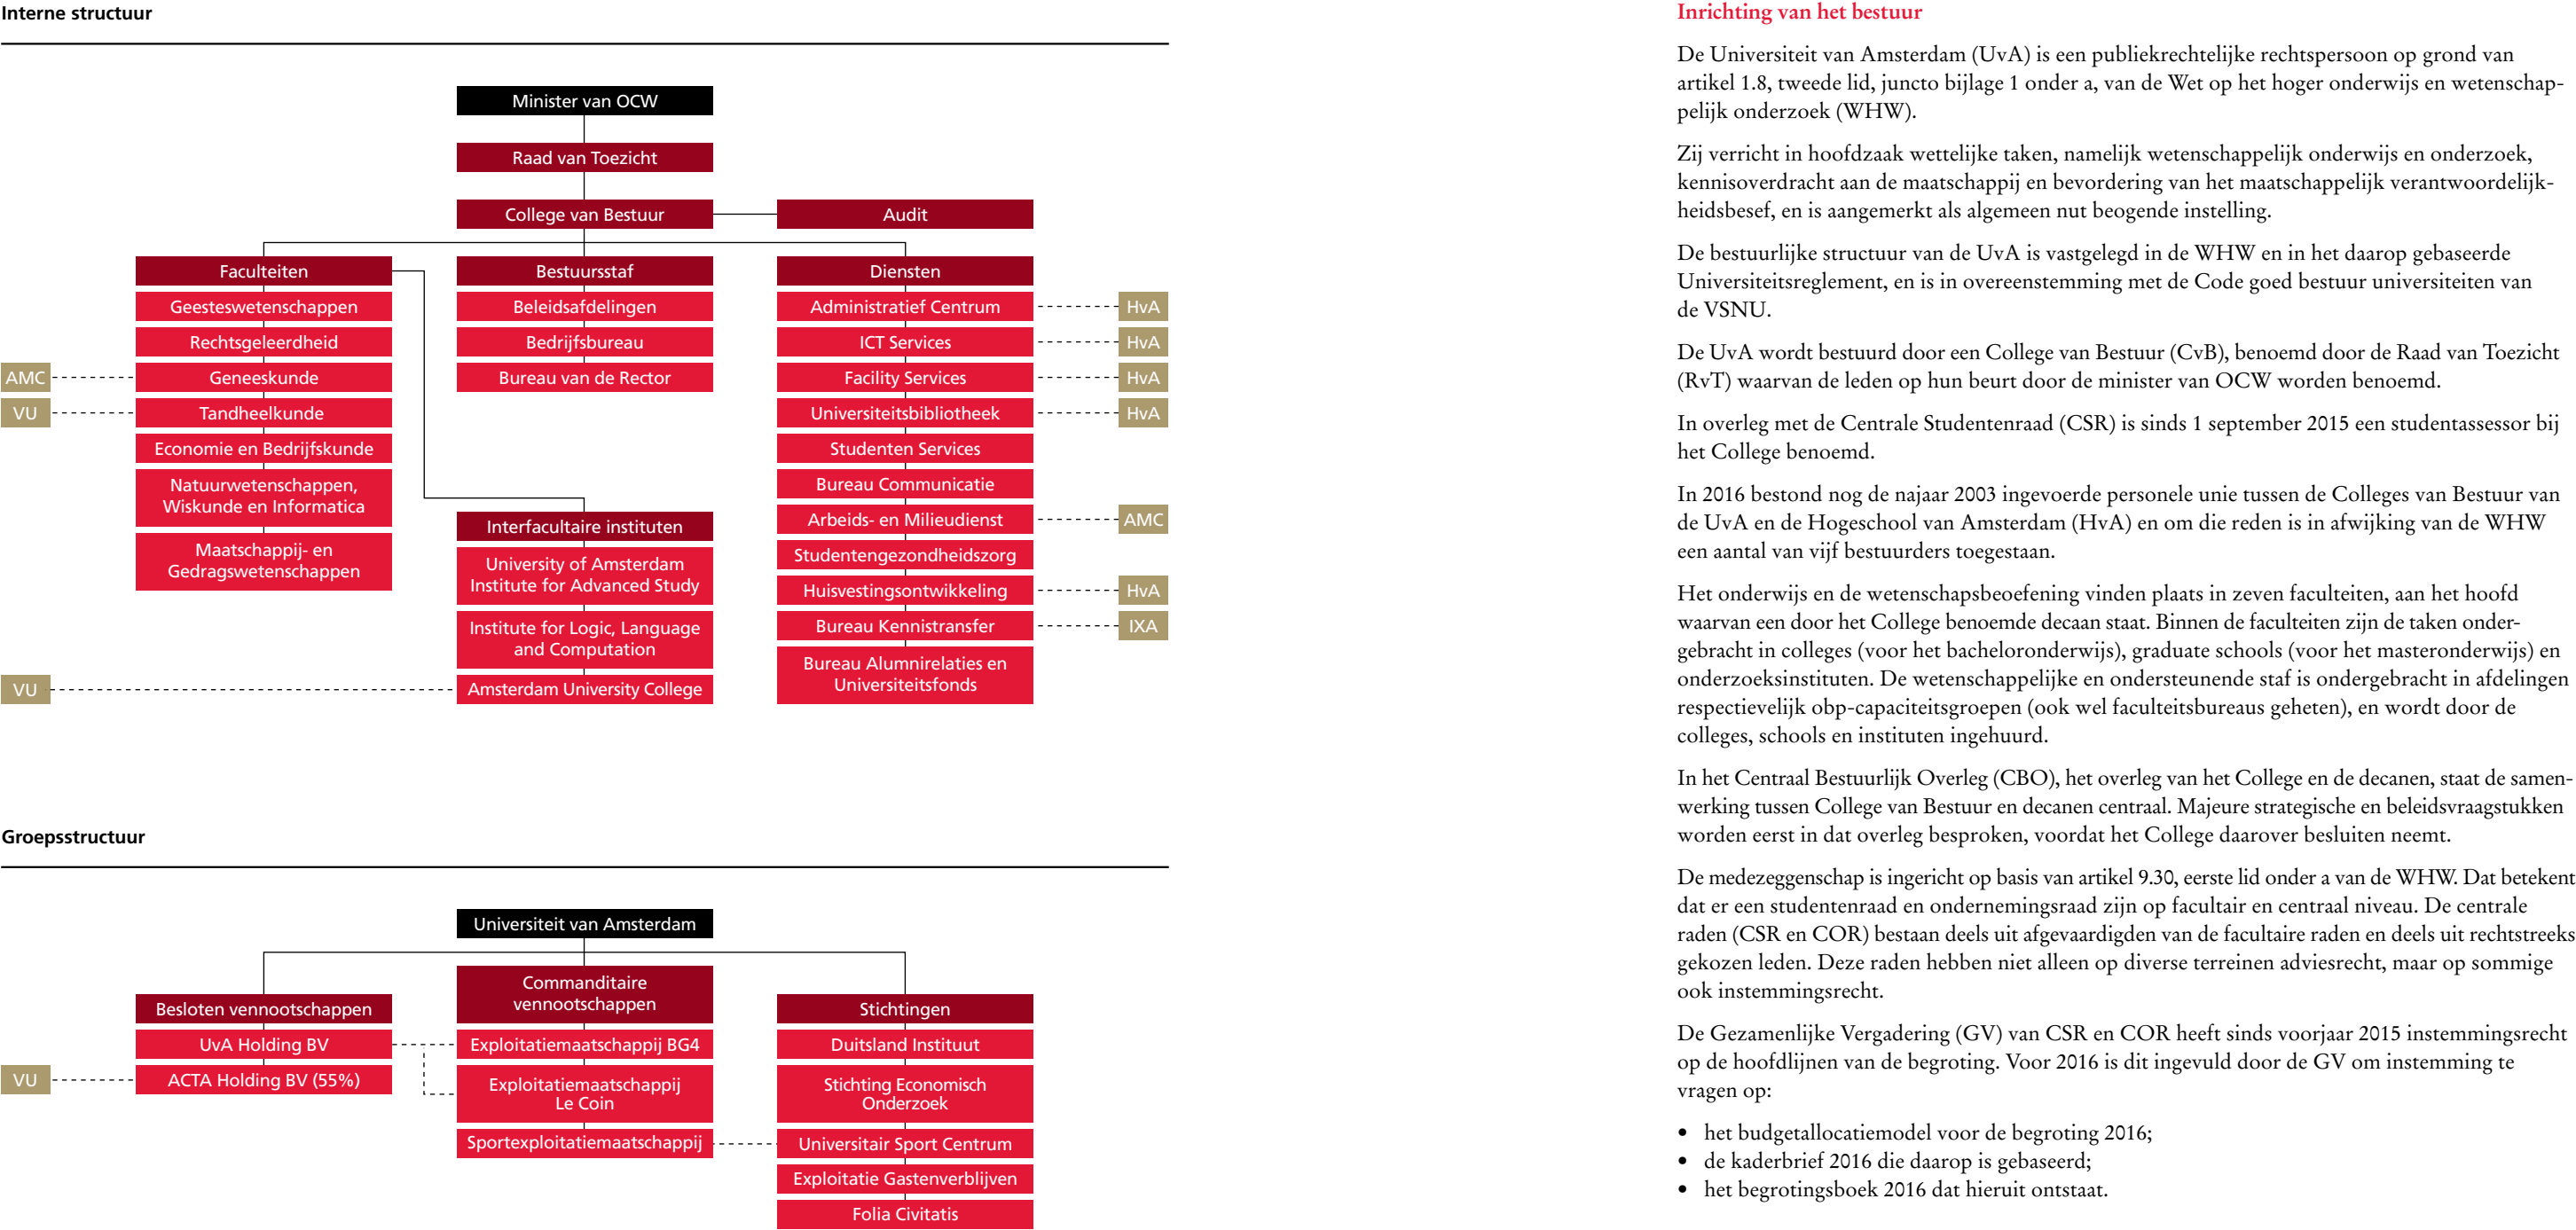 Interne structuur
Minister van OCW
Raad van Toezicht
College van Bestuur
Audit
Faculteiten
Geesteswetenschappen
Rechtsgeleerdheid
AMC
Geneeskunde
VU
Tandheelkunde
Economie en Bedrijfskunde
Natuurwetenschappen,
Wiskunde en Informatica
Maatschappij- en
Gedragswetenschappen
Bestuursstaf
Beleidsafdelingen
Bedrijfsbureau
Bureau van de Rector
Interfacultaire instituten
University of Amsterdam
Institute for Advanced Study
Institute for Logic, Language
and Computation
VU
Amsterdam University College
Diensten
Administratief Centrum
HvA
ICT Services
HvA
Facility Services
HvA
Universiteitsbibliotheek
HvA
Studenten Services
Bureau Communicatie
Arbeids- en Milieudienst
AMC
Studentengezondheidszorg
Huisvestingsontwikkeling
HvA
Bureau Kennistransfer
IXA
Bureau Alumnirelaties en
Universiteitsfonds
Groepsstructuur
Universiteit van Amsterdam
Besloten vennootschappen
UvA Holding BV
VU
ACTA Holding BV (55%)
Commanditaire
vennootschappen
Exploitatiemaatschappij BG4
Exploitatiemaatschappij
Le Coin
Sportexploitatiemaatschappij
Stichtingen
Duitsland Instituut
Stichting Economisch
Onderzoek
Universitair Sport Centrum
Exploitatie Gastenverblijven
Folia Civitatis
Inrichting van het bestuur
De Universiteit van Amsterdam (UvA) is een publiekrechtelijke rechtspersoon op grond van
artikel 1.8, tweede lid, juncto bijlage 1 onder a, van de Wet op het hoger onderwijs en wetenschap-
pelijk onderzoek (WHW).
Zij verricht in hoofdzaak wettelijke taken, namelijk wetenschappelijk onderwijs en onderzoek,
kennisoverdracht aan de maatschappij en bevordering van het maatschappelijk verantwoordelijk-
heidsbesef, en is aangemerkt als algemeen nut beogende instelling.
De bestuurlijke structuur van de UvA is vastgelegd in de WHW en in het daarop gebaseerde
Universiteitsreglement, en is in overeenstemming met de Code goed bestuur universiteiten van
de VSNU.
De UvA wordt bestuurd door een College van Bestuur (CvB), benoemd door de Raad van Toezicht
(RvT) waarvan de leden op hun beurt door de minister van OCW worden benoemd.
In overleg met de Centrale Studentenraad (CSR) is sinds 1 september 2015 een studentassessor bij
het College benoemd.
In 2016 bestond nog de najaar 2003 ingevoerde personele unie tussen de Colleges van Bestuur van
de UvA en de Hogeschool van Amsterdam (HvA) en om die reden is in afwijking van de WHW
een aantal van vijf bestuurders toegestaan.
Het onderwijs en de wetenschapsbeoefening vinden plaats in zeven faculteiten, aan het hoofd
waarvan een door het College benoemde decaan staat. Binnen de faculteiten zijn de taken onder-
gebracht in colleges (voor het bacheloronderwijs), graduate schools (voor het masteronderwijs) en
onderzoeksinstituten. De wetenschappelijke en ondersteunende staf is ondergebracht in afdelingen
respectievelijk obp-capaciteitsgroepen (ook wel faculteitsbureaus geheten), en wordt door de
colleges, schools en instituten ingehuurd.
In het Centraal Bestuurlijk Overleg (CBO), het overleg van het College en de decanen, staat de samen-
werking tussen College van Bestuur en decanen centraal. Majeure strategische en beleidsvraagstukken
worden eerst in dat overleg besproken, voordat het College daarover besluiten neemt.
De medezeggenschap is ingericht op basis van artikel 9.30, eerste lid onder a van de WHW. Dat betekent
dat er een studentenraad en ondernemingsraad zijn op facultair en centraal niveau. De centrale
raden (CSR en COR) bestaan deels uit afgevaardigden van de facultaire raden en deels uit rechtstreeks
gekozen leden. Deze raden hebben niet alleen op diverse terreinen adviesrecht, maar op sommige
ook instemmingsrecht.
De Gezamenlijke Vergadering (GV) van CSR en COR heeft sinds voorjaar 2015 instemmingsrecht
op de hoofdlijnen van de begroting. Voor 2016 is dit ingevuld door de GV om instemming te
vragen op:
• het budgetallocatiemodel voor de begroting 2016;
• de kaderbrief 2016 die daarop is gebaseerd;
• het begrotingsboek 2016 dat hieruit ontstaat.